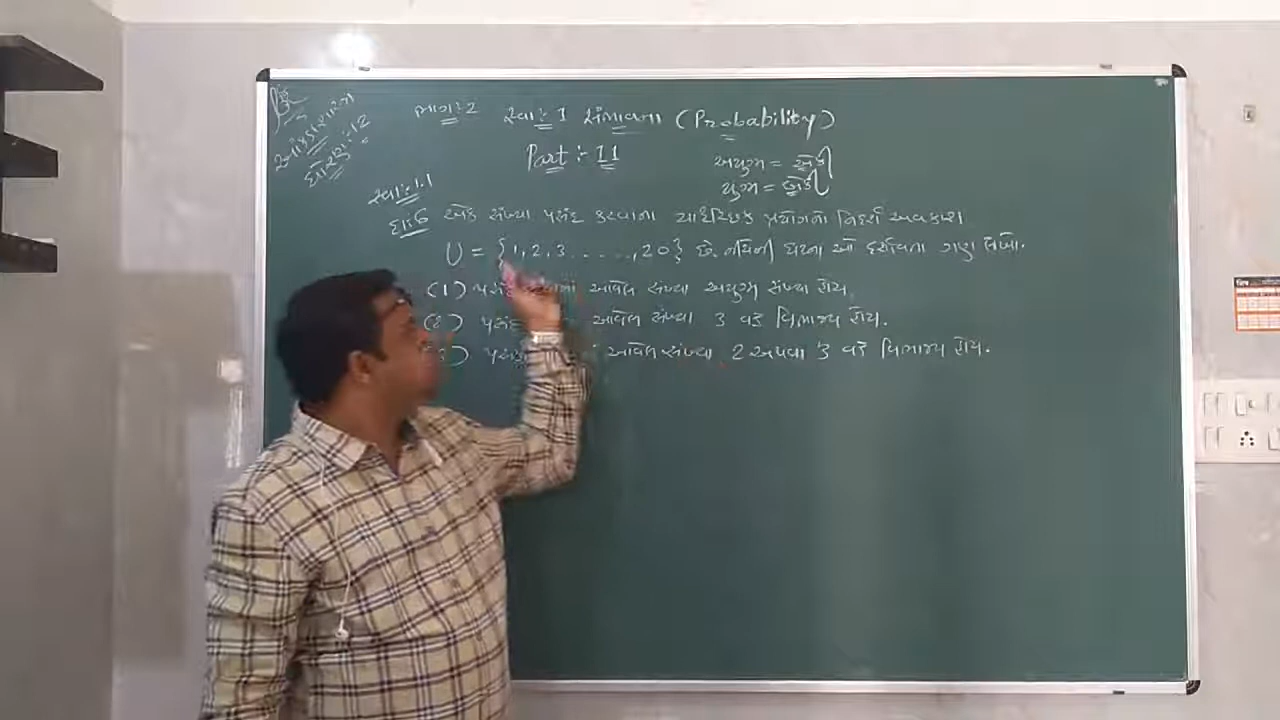 આંકડાશાસ્ત્ર
ધોરણ :- 12
ભાગ:- 2 સ્વા:- 1 સંભાવના (Probability)
Part :- 11
અયુગ્મ = એકી
યુગ્મ = બેકી
સ્વા:- 1.1
દા:6 એક સંખ્યા પસંદ કરવાના યાદચ્છિક પ્રયોગનો નિદર્શ અવકાશ
U = {1, 2, 3 . . . . ., 20} છે. નીચેની ઘટનાઓ દર્શાવતા ગણ લખો.
(1) પસંદ આવેલ સંખ્યા અયુગ્મ સંખ્યા હોય.
(2) પસંદ આવેલ સંખ્યા 3 વડે વિભાજ્ય હોય.
આવેલ સંખ્યા 2 અથવા 3 વડે વિભાજ્ય હોય.